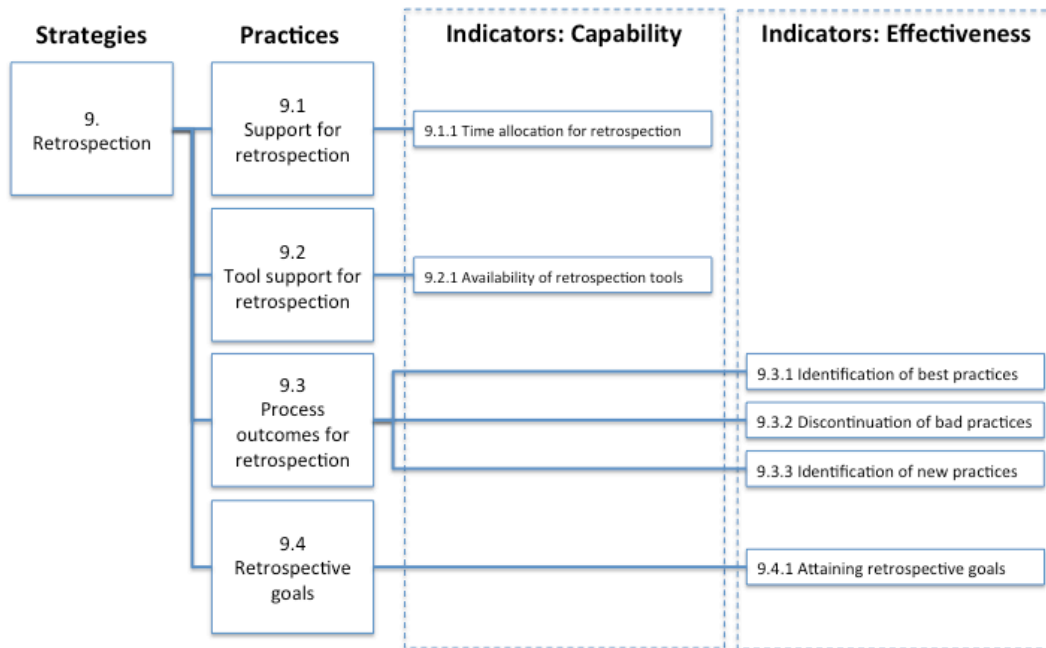 Strategies
Practices
Indicators: Capability
Indicators: Effectiveness
9.
Retrospection
9.1
Support for
retrospection
9.1.1 Time allocation for retrospection
9.2
Tool support for
retrospection
9.2.1 Availability of retrospection tools
9.3
Process
outcomes for
retrospection
9.3.1 Identification of best practices
9.3.2 Discontinuation of bad practices
9.3.3 Identification of new practices
9.4
Retrospective
goals
9.4.1 Attaining retrospective goals